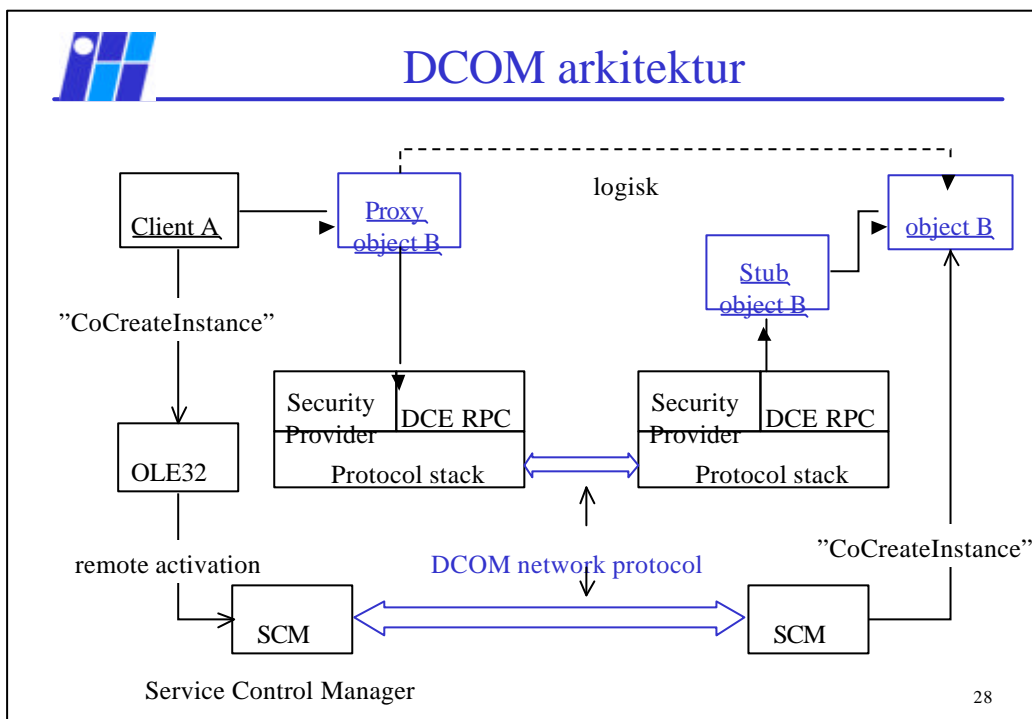 DCOM arkitektur
logisk
Client A
Proxy
object B
object B
Stub
object B
”CoCreateInstance”
Security
Provider
DCE RPC
Protocol stack
Security
Provider
DCE RPC
Protocol stack
OLE32
remote activation
DCOM network protocol
”CoCreateInstance”
SCM
SCM
Service Control Manager
28